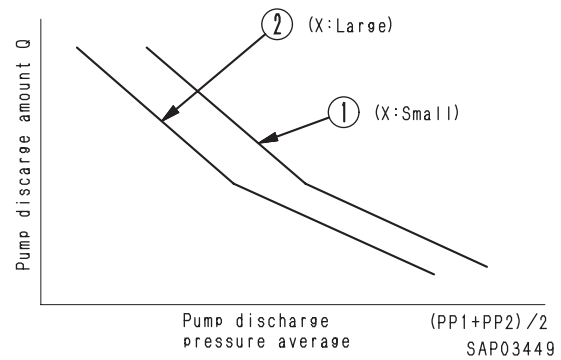 2 (X:Large)
1 (X:Small)
Pump discarge amount Q
Pump discharge
pressure average
(PP1+PP2)/2
SAP03449